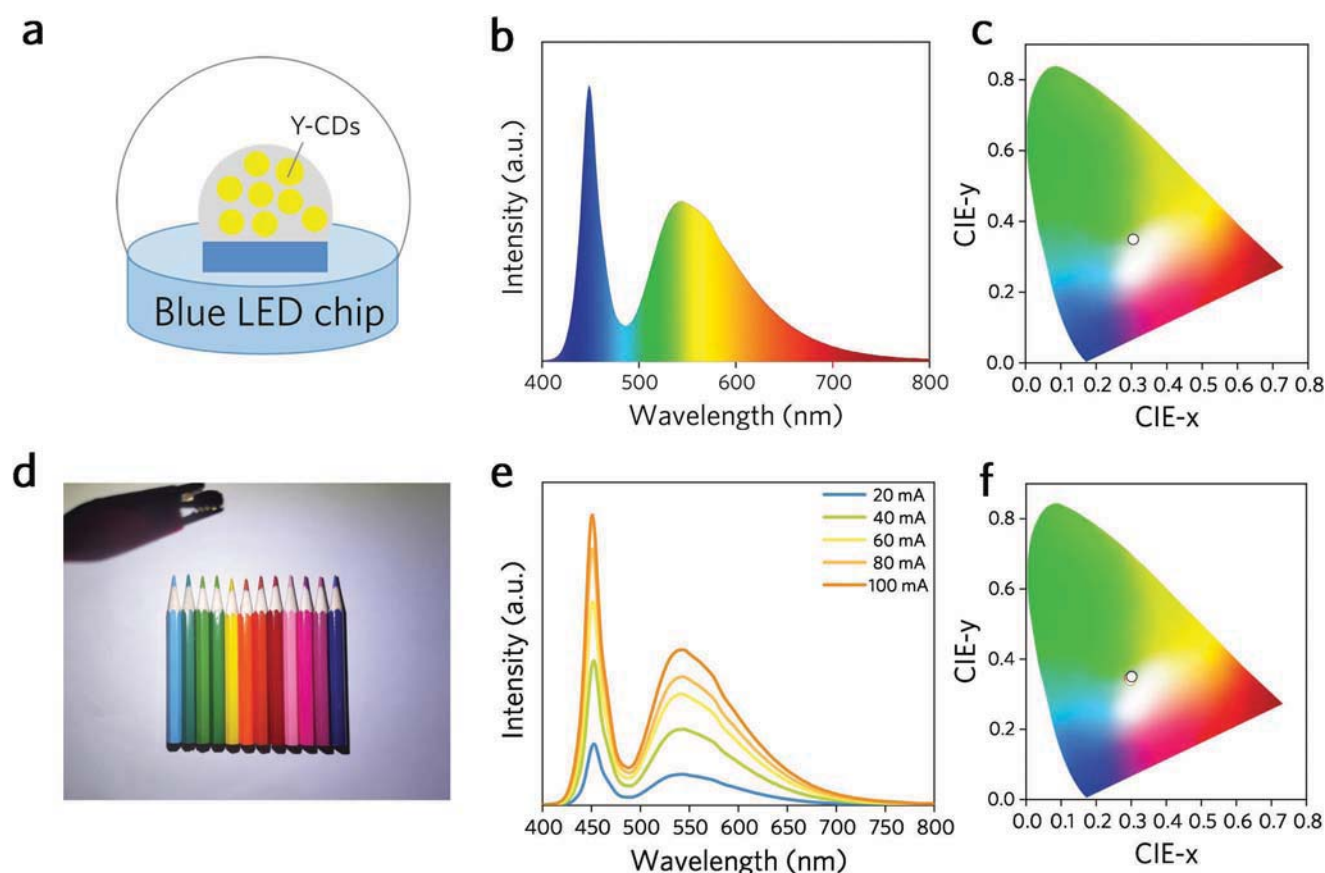 a
Y-CDs
Blue LED chip
b
Intensity (a.u.)
400 500 600 700 800
Wavelength (nm)
c
CIE-y
0.8
0.6
0.4
0.2
0.0
0.0 0.1 0.2 0.3 0.4 0.5 0.6 0.7 0.8
CIE-x
d
e
Intensity (a.u.)
20 mA
40 mA
60 mA
80 mA
100 mA
400 450 500 550 600 650 700 750 800
Wavelength (nm)
f
CIE-y
0.8
0.6
0.4
0.2
0.0
0.0 0.1 0.2 0.3 0.4 0.5 0.6 0.7 0.8
CIE-x